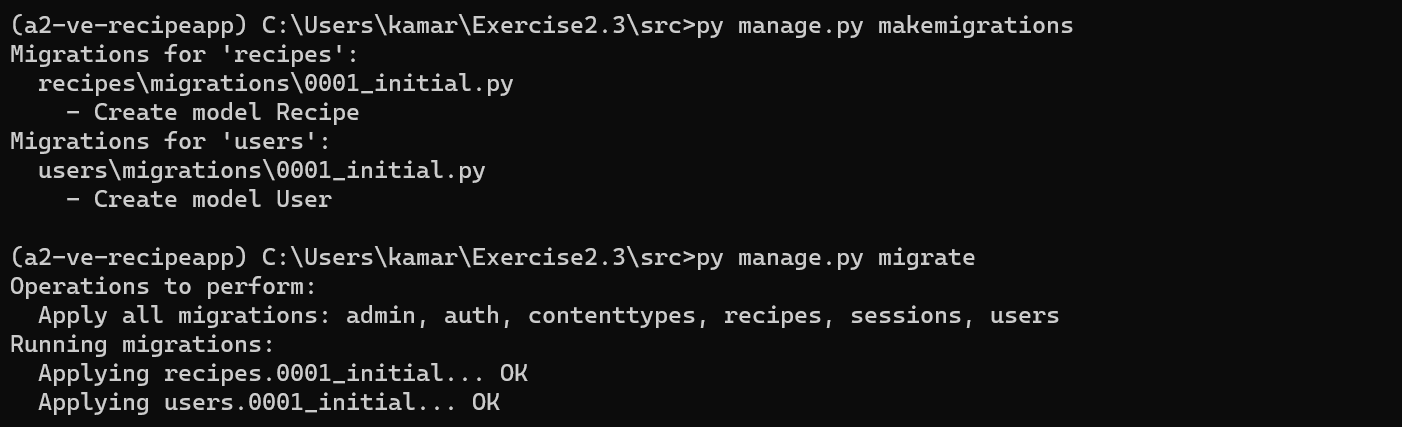 (a2-ve-recipeapp) C:\Users\kamar\Exercise2.3\src>py manage.py makemigrations
Migrations for 'recipes':
  recipes\migrations\0001_initial.py
    - Create model Recipe
Migrations for 'users':
  users\migrations\0001_initial.py
    - Create model User

(a2-ve-recipeapp) C:\Users\kamar\Exercise2.3\src>py manage.py migrate
Operations to perform:
  Apply all migrations: admin, auth, contenttypes, recipes, sessions, users
Running migrations:
  Applying recipes.0001_initial... OK
  Applying users.0001_initial... OK